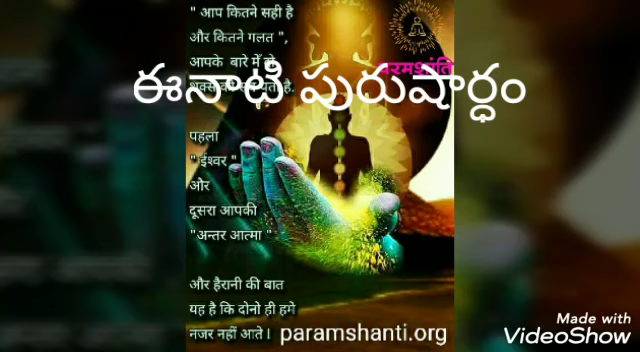 " आप कितने सही है
और कितने गलत ",
आपके बारे में दो
परमशांति
ఈనాటి పురుషార్ధం
पहला
" ईश्वर "
ओर
दूसरा आपकी
"अन्तर आत्मा "
और हैरानी की बात
यह है कि दोनो ही हमे
नजर नहीं आते।
paramshanti.org
Made with
VideoShow